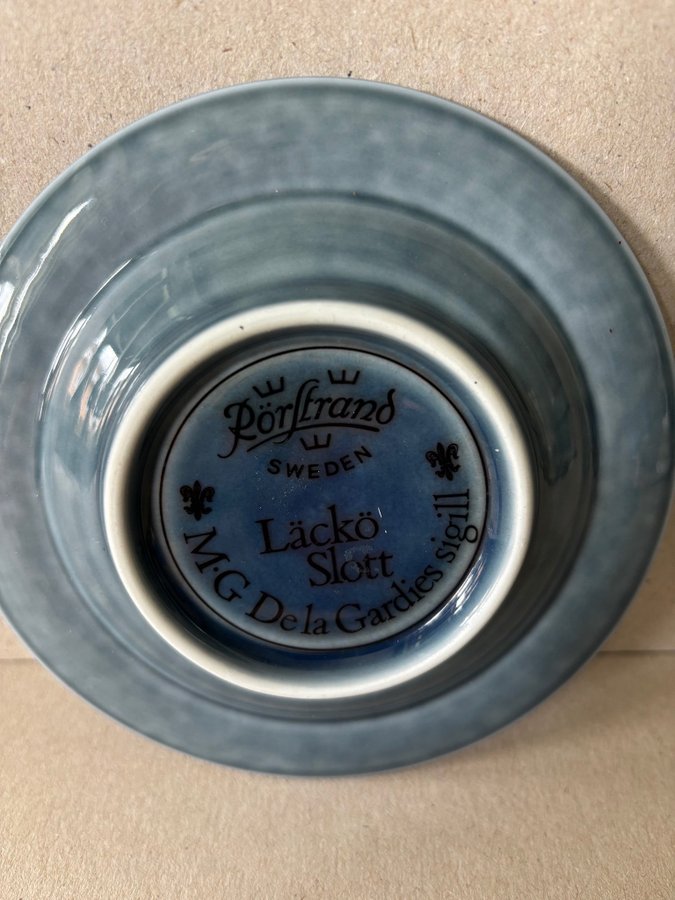 Rörstrand
SWEDEN
Läckö
Slott
M·G De la Gardies sigill